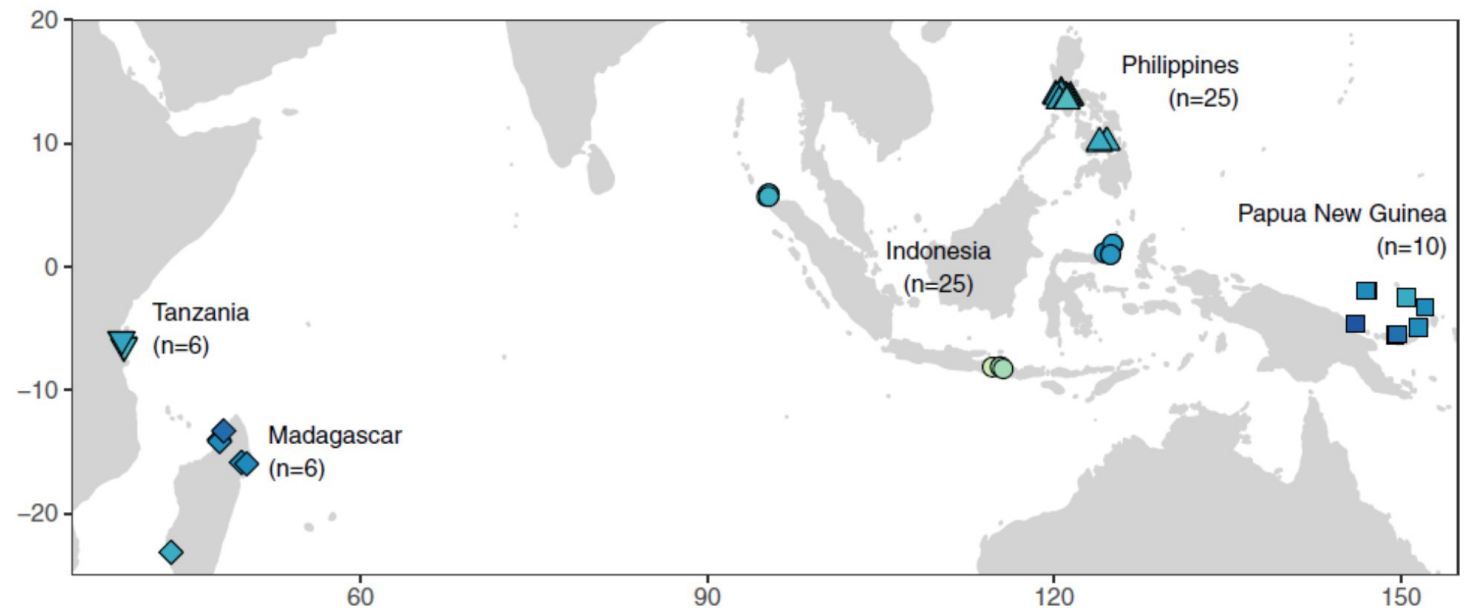 20
10
0
−10
−20
Philippines
(n=25)
Papua New Guinea
(n=10)
Indonesia
(n=25)
Tanzania
(n=6)
Madagascar
(n=6)
60
90
120
150